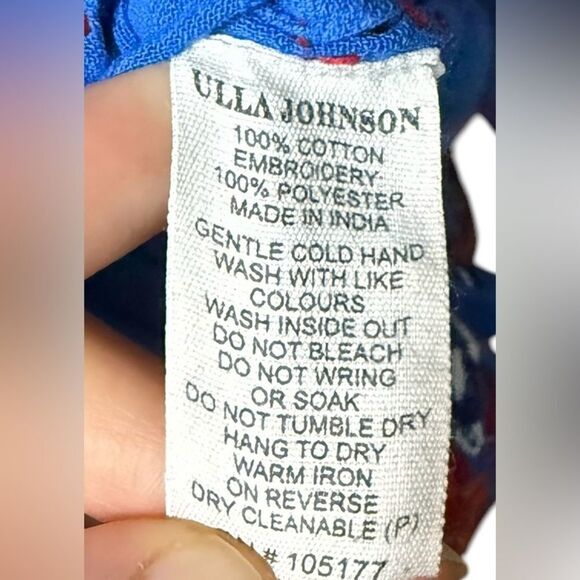 ULLA JOHNSON
100% COTTON
EMBROIDERY:
100% POLYESTER
MADE IN INDIA
GENTLE COLD HAND
WASH WITH LIKE
COLOURS
WASH INSIDE OUT
DO NOT BLEACH
DO NOT WRING
OR SOAK
DO NOT TUMBLE DRY
HANG TO DRY
WARM IRON
ON REVERSE
DRY CLEANABLE (P)
# 105177